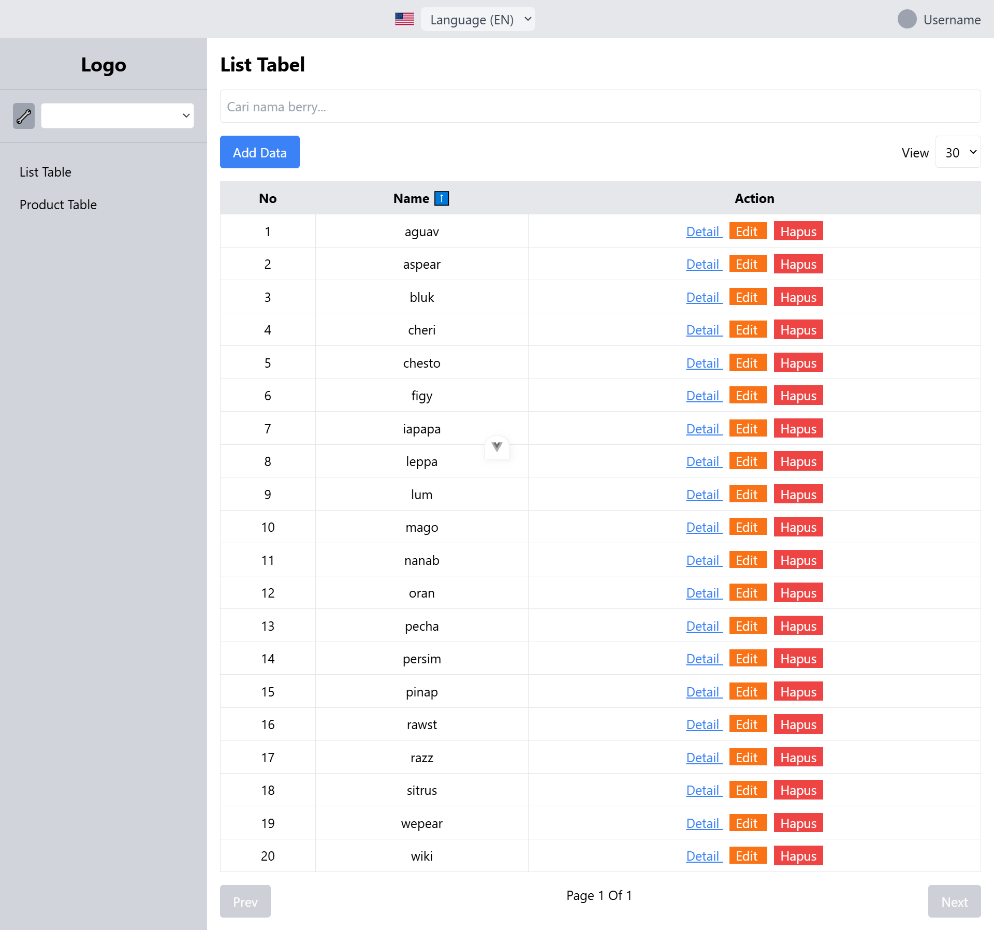 Language (EN) Username
Logo
List Tabel
Cari nama berry...
Add Data View 30
List Table
Product Table
No Name ↑ Action
1 aguav Detail Edit Hapus
2 aspear Detail Edit Hapus
3 bluk Detail Edit Hapus
4 cheri Detail Edit Hapus
5 chesto Detail Edit Hapus
6 figy Detail Edit Hapus
7 iapapa Detail Edit Hapus
8 leppa Detail Edit Hapus
9 lum Detail Edit Hapus
10 mago Detail Edit Hapus
11 nanab Detail Edit Hapus
12 oran Detail Edit Hapus
13 pecha Detail Edit Hapus
14 persim Detail Edit Hapus
15 pinap Detail Edit Hapus
16 rawst Detail Edit Hapus
17 razz Detail Edit Hapus
18 sitrus Detail Edit Hapus
19 wepear Detail Edit Hapus
20 wiki Detail Edit Hapus
Prev Page 1 Of 1 Next